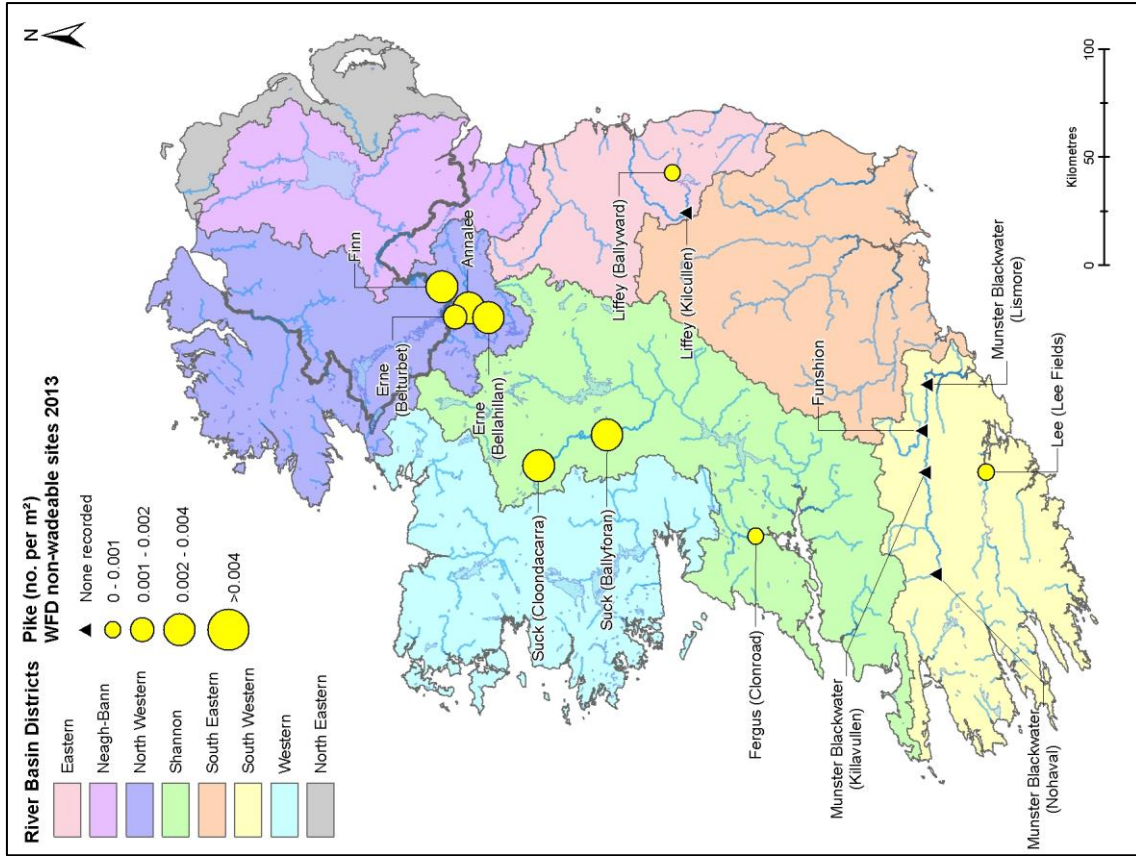 River Basin Districts
Eastern
Neagh-Bann
North Western
Shannon
South Eastern
South Western
Western
North Eastern
Pike (no. per m²)
WFD non-wadeable sites 2013
None recorded
0 - 0.001
0.001 - 0.002
0.002 - 0.004
>0.004
N
Finn
Annalee
Erne
(Belturbet)
Erne
(Bellahillan)
Suck (Cloondacarra)
Suck (Ballyforan)
Liffey (Ballyward)
Liffey (Kilcullen)
Fergus (Clonroad)
Funshion
Munster Blackwater
(Lismore)
Lee (Lee Fields)
Munster Blackwater
(Killavullen)
Munster Blackwater
(Nohaval)
0
50
100
Kilometres